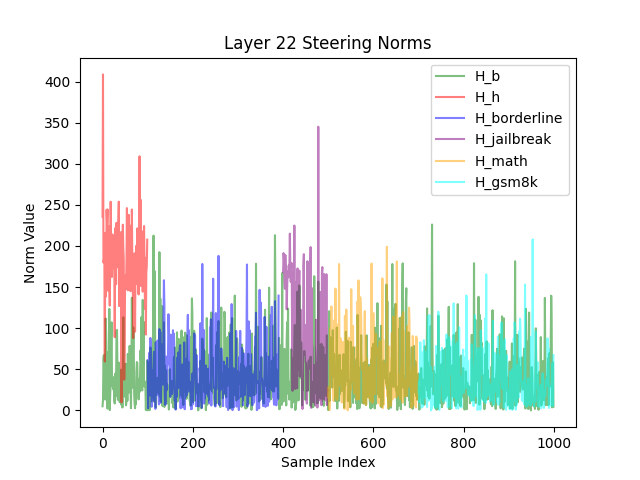 Layer 22 Steering Norms
Norm Value
400
350
300
250
200
150
100
50
0
H_b
H_h
H_borderline
H_jailbreak
H_math
H_gsm8k
0
200
400
600
800
1000
Sample Index